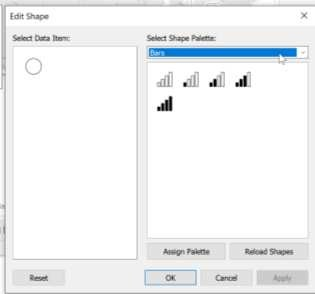 Edit Shape
Select Data Item:
Select Shape Palette:
Bars
Assign Palette
Reload Shapes
Reset
OK
Cancel
Apply